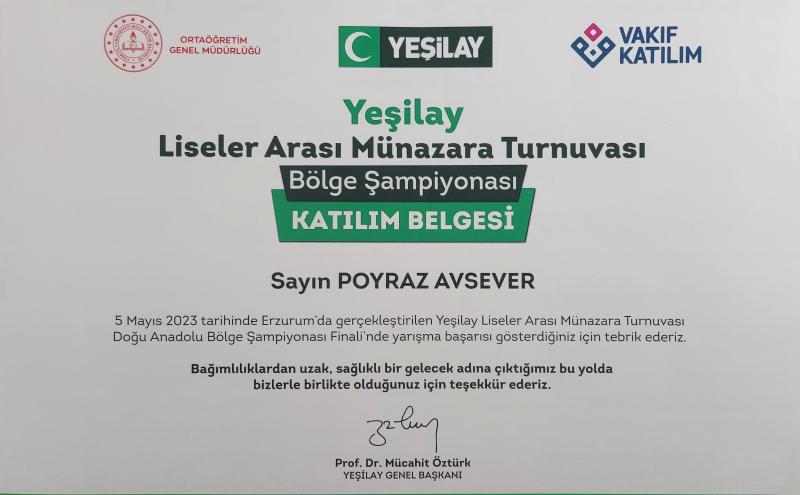 ORTAÖĞRETİM
GENEL MÜDÜRLÜĞÜ
YEŞİLAY
VAKIF
KATILIM
Yeşilay
Liseler Arası Münazara Turnuvası
Bölge Şampiyonası
KATILIM BELGESİ
Sayın POYRAZ AVSEVER
5 Mayıs 2023 tarihinde Erzurum'da gerçekleştirilen Yeşilay Liseler Arası Münazara Turnuvası
Doğu Anadolu Bölge Şampiyonası Finali'nde yarışma başarısı gösterdiğiniz için tebrik ederiz.
Bağımlılıklardan uzak, sağlıklı bir gelecek adına çıktığımız bu yolda
bizlerle birlikte olduğunuz için teşekkür ederiz.
Prof. Dr. Mücahit Öztürk
YEŞİLAY GENEL BAŞKANI